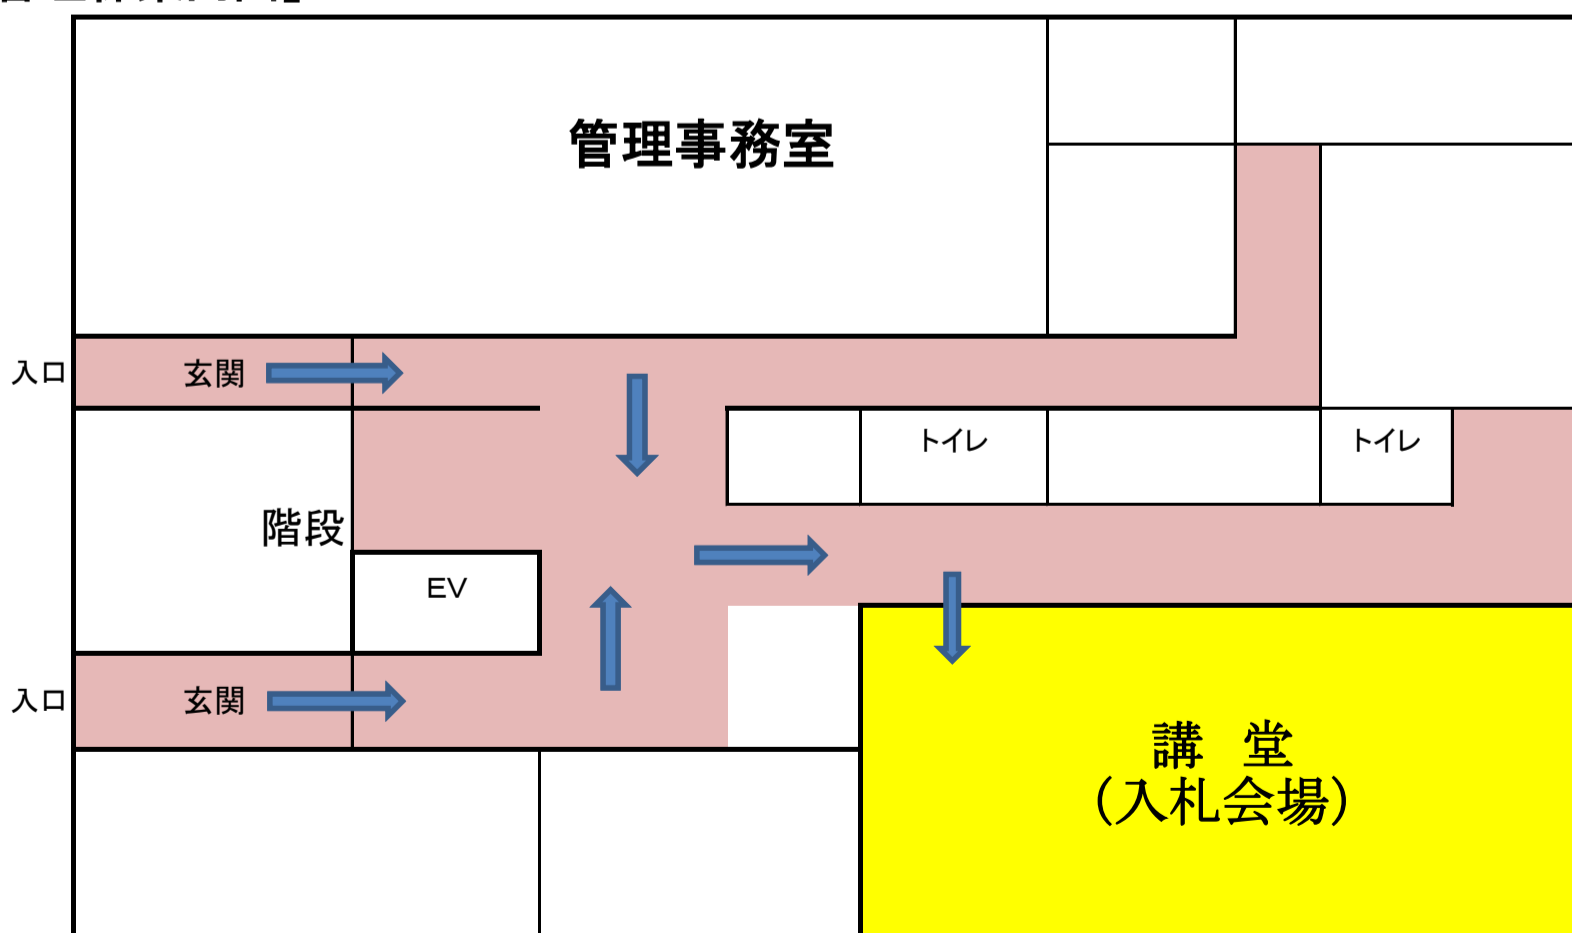 管理事務室
入口
玄関
トイレ
トイレ
階段
EV
入口
玄関
講 堂
（入札会場）